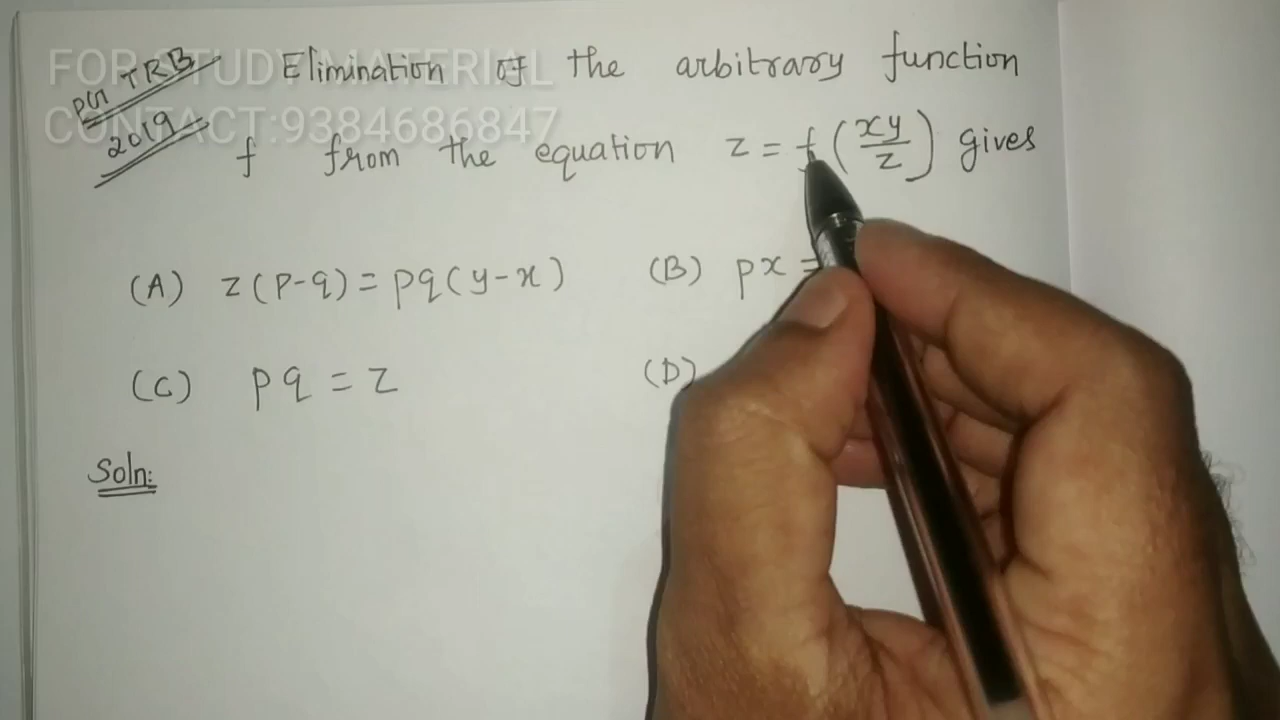 FOR STUDY MATERIAL
CONTACT:9384686847
PG TRB
2019
Elimination of the arbitrary function
f from the equation z = f(xy/z) gives
(A) z(p-q) = pq(y-x) (B) px =
(C) pq = z (D)
Soln: